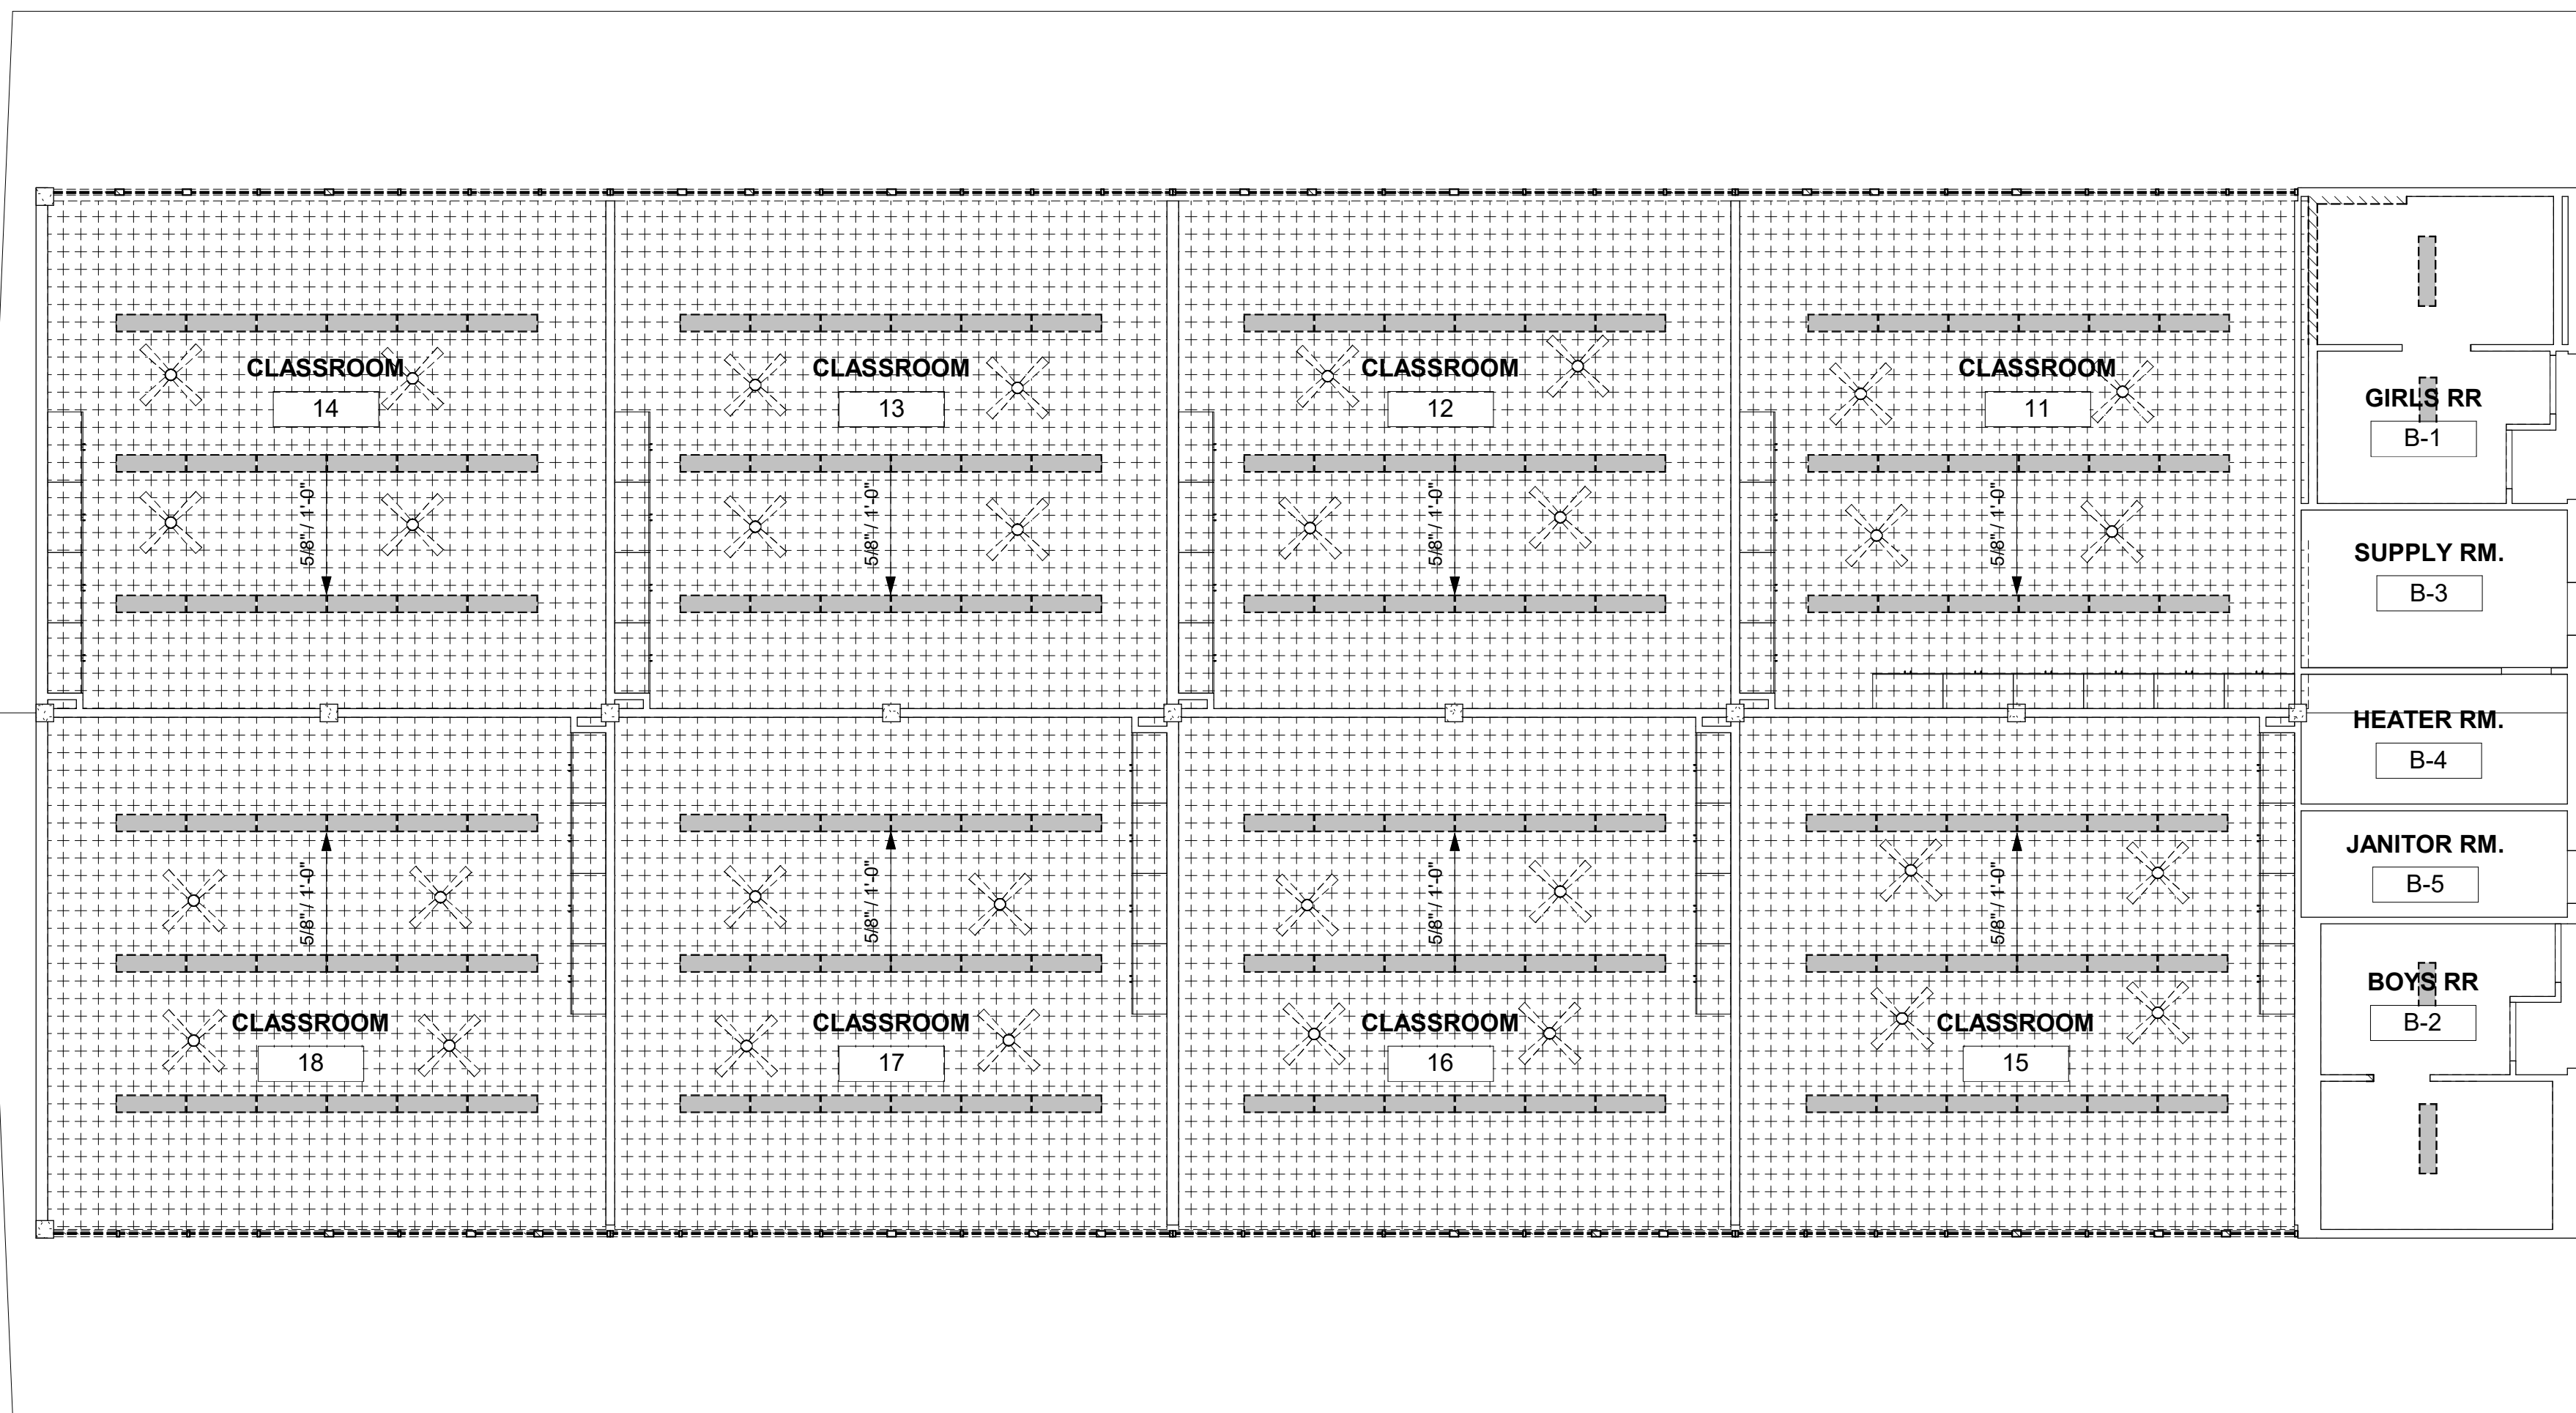 CLASSROOM
14
5/8" / 1'-0"
CLASSROOM
13
5/8" / 1'-0"
CLASSROOM
12
5/8" / 1'-0"
CLASSROOM
11
5/8" / 1'-0"
GIRLS RR
B-1
SUPPLY RM.
B-3
HEATER RM.
B-4
JANITOR RM.
B-5
BOYS RR
B-2
5/8" / 1'-0"
CLASSROOM
18
5/8" / 1'-0"
CLASSROOM
17
5/8" / 1'-0"
CLASSROOM
16
5/8" / 1'-0"
CLASSROOM
15